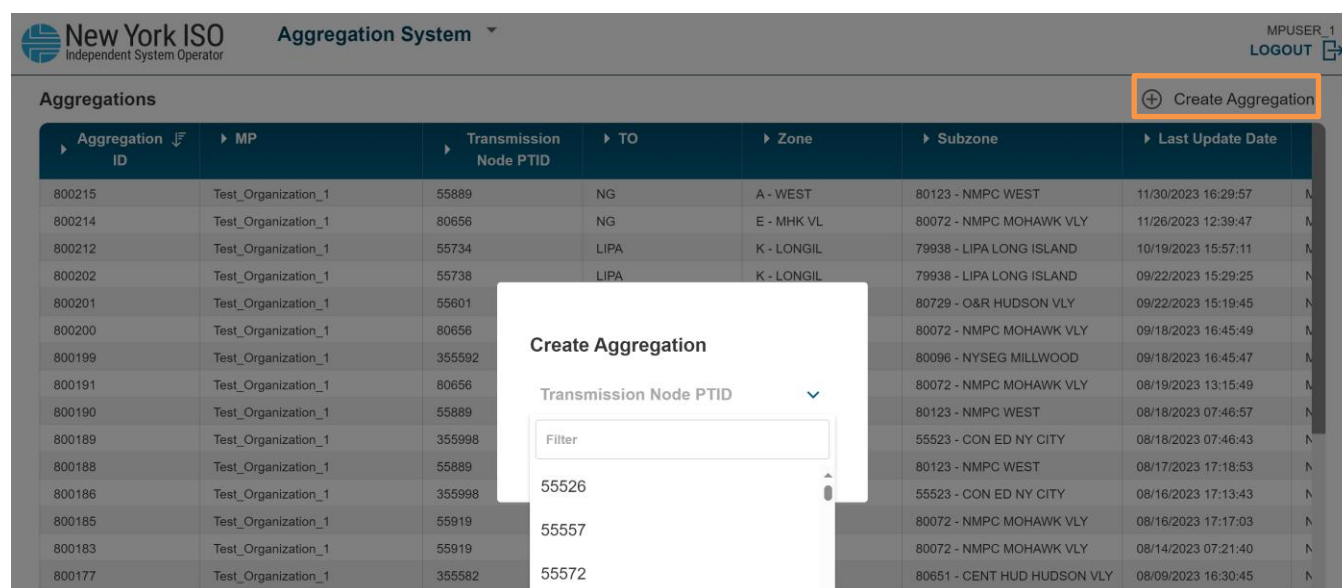 New York ISO
Independent System Operator
Aggregation System
MPUSER_1
LOGOUT
Aggregations
Create Aggregation
Aggregation ID MP Transmission Node PTID TO Zone Subzone Last Update Date
800215 Test_Organization_1 55889 NG A - WEST 80123 - NMPC WEST 11/30/2023 16:29:57
800214 Test_Organization_1 80656 NG E - MHK VL 80072 - NMPC MOHAWK VLY 11/26/2023 12:39:47
800212 Test_Organization_1 55734 LIPA K - LONGIL 79938 - LIPA LONG ISLAND 10/19/2023 15:57:11
800202 Test_Organization_1 55738 LIPA K - LONGIL 79938 - LIPA LONG ISLAND 09/22/2023 15:29:25
800201 Test_Organization_1 55601 80729 - O&R HUDSON VLY 09/22/2023 15:19:45
800200 Test_Organization_1 80656 80072 - NMPC MOHAWK VLY 09/18/2023 16:45:49
800199 Test_Organization_1 355592 80096 - NYSEG MILLWOOD 09/18/2023 16:45:47
800191 Test_Organization_1 80656 80072 - NMPC MOHAWK VLY 08/19/2023 13:15:49
800190 Test_Organization_1 55889 80123 - NMPC WEST 08/18/2023 07:46:57
800189 Test_Organization_1 355998 55523 - CON ED NY CITY 08/18/2023 07:46:43
800188 Test_Organization_1 55889 80123 - NMPC WEST 08/17/2023 17:18:53
800186 Test_Organization_1 355998 55523 - CON ED NY CITY 08/16/2023 17:13:43
800185 Test_Organization_1 55919 80072 - NMPC MOHAWK VLY 08/16/2023 17:17:03
800183 Test_Organization_1 55919 80072 - NMPC MOHAWK VLY 08/14/2023 07:21:40
800177 Test_Organization_1 355582 80651 - CENT HUD HUDSON VLY 08/09/2023 16:30:45
Create Aggregation
Transmission Node PTID
Filter
55526
55557
55572